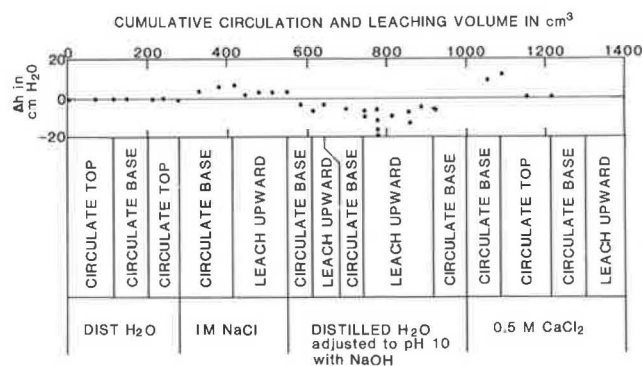 CUMULATIVE CIRCULATION AND LEACHING VOLUME IN cm³
0 200 400 600 800 1000 1200 1400
Δh in
cm H₂O
20
0
-20
CIRCULATE TOP
CIRCULATE BASE
CIRCULATE TOP
CIRCULATE BASE
LEACH UPWARD
CIRCULATE BASE
LEACH UPWARD
CIRCULATE BASE
LEACH UPWARD
CIRCULATE BASE
CIRCULATE BASE
CIRCULATE TOP
CIRCULATE BASE
LEACH UPWARD
DIST H₂O
IM NaCl
DISTILLED H₂O
adjusted to pH 10
with NaOH
0.5 M CaCl₂